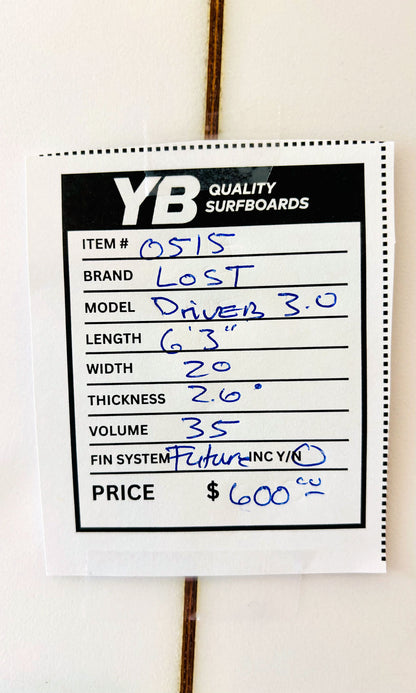 YB QUALITY
SURFBOARDS
ITEM # 0515
BRAND LOST
MODEL DRIVER 3.0
LENGTH 6'3"
WIDTH 20
THICKNESS 2.6
VOLUME 35
FIN SYSTEM Future INC Y/N
PRICE $ 600 00